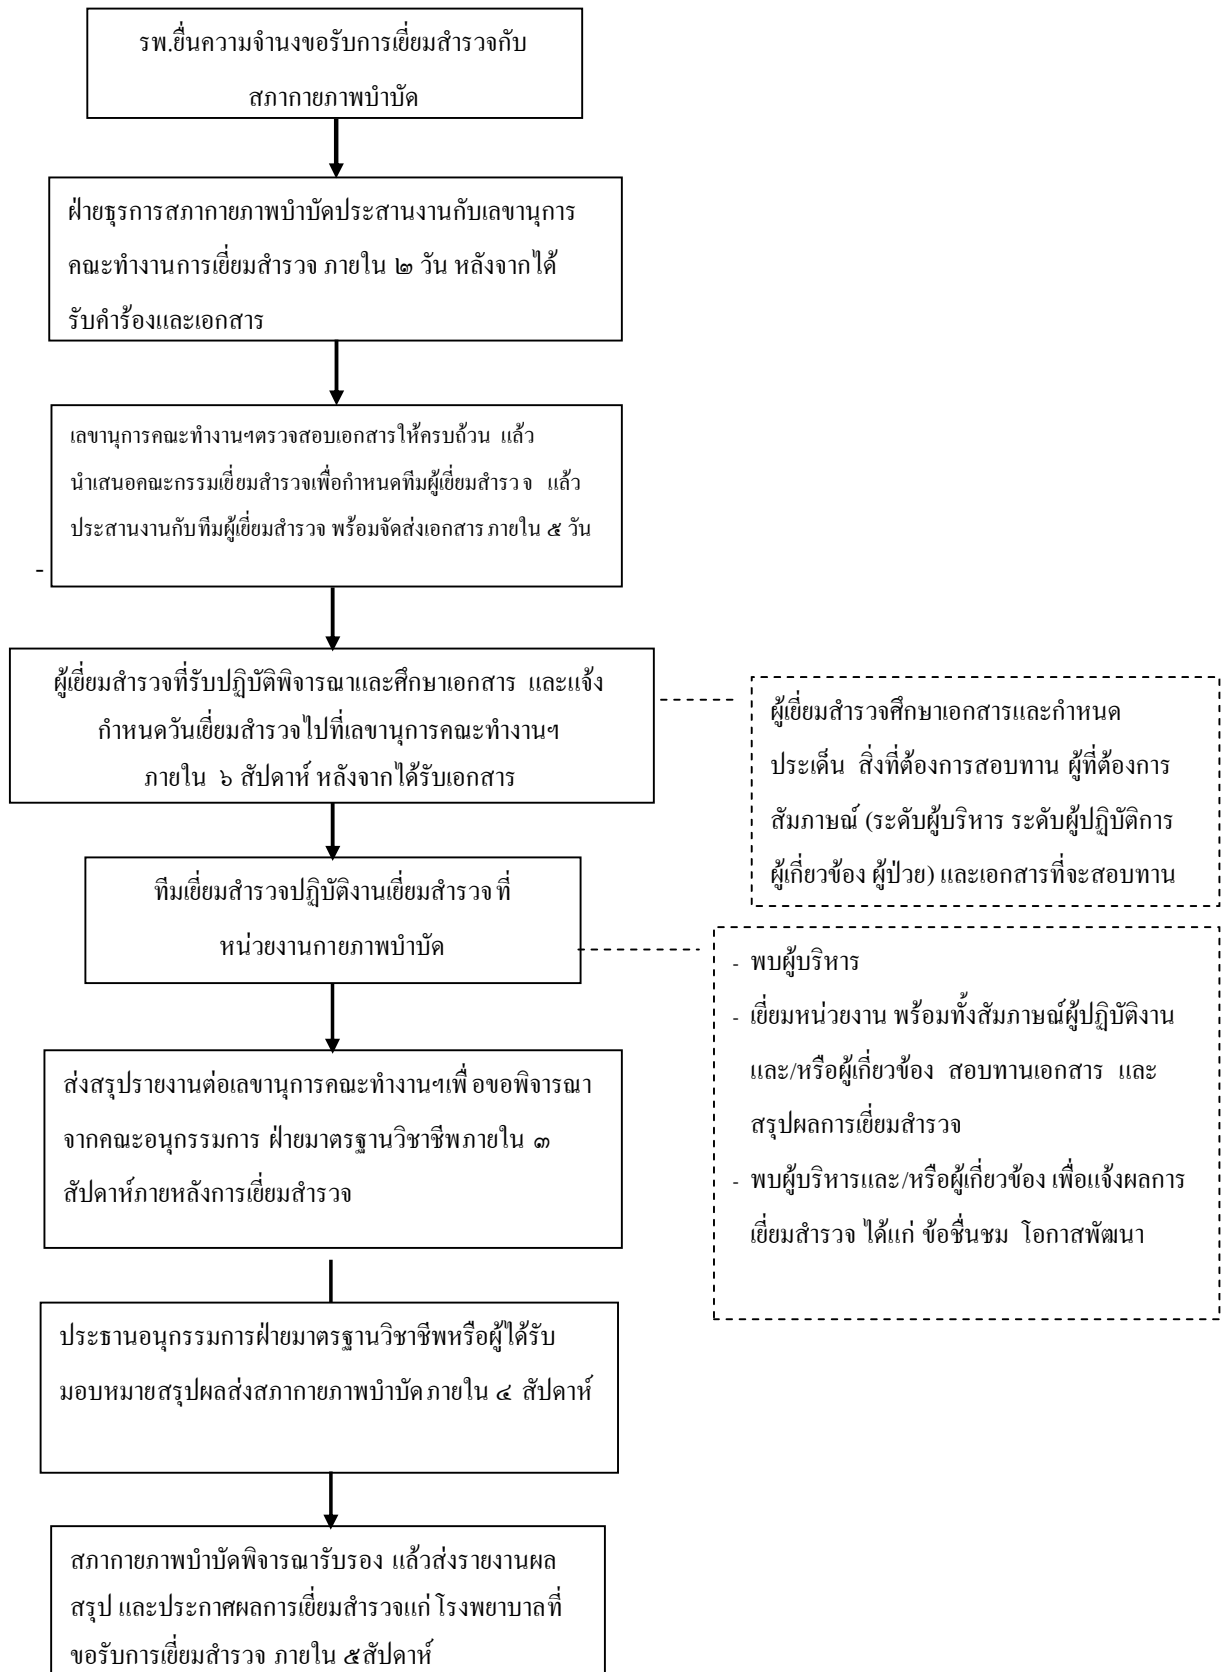 รพ.ยื่นความจำนงขอรับการเยี่ยมสำรวจกับ
สภากายภาพบำบัด
ฝ่ายธุรการสภากายภาพบำบัดประสานงานกับเลขานุการ
คณะทำงานการเยี่ยมสำรวจ ภายใน ๒ วัน หลังจากได้
รับคำร้องและเอกสาร
เลขานุการคณะทำงานฯตรวจสอบเอกสารให้ครบถ้วน แล้ว
นำเสนอคณะกรรมเยี่ยมสำรวจเพื่อกำหนดทีมผู้เยี่ยมสำรวจ แล้ว
ประสานงานกับทีมผู้เยี่ยมสำรวจ พร้อมจัดส่งเอกสาร ภายใน ๕ วัน
-
ผู้เยี่ยมสำรวจที่รับปฏิบัติพิจารณาและศึกษาเอกสาร และแจ้ง
กำหนดวันเยี่ยมสำรวจไปที่เลขานุการคณะทำงานฯ
ภายใน ๖ สัปดาห์ หลังจากได้รับเอกสาร
ผู้เยี่ยมสำรวจศึกษาเอกสารและกำหนด
ประเด็น สิ่งที่ต้องการสอบทาน ผู้ที่ต้องการ
สัมภาษณ์ (ระดับผู้บริหาร ระดับผู้ปฏิบัติการ
ผู้เกี่ยวข้อง ผู้ป่วย) และเอกสารที่จะสอบทาน
ทีมเยี่ยมสำรวจปฏิบัติงานเยี่ยมสำรวจ ที่
หน่วยงานกายภาพบำบัด
- พบผู้บริหาร
- เยี่ยมหน่วยงาน พร้อมทั้งสัมภาษณ์ผู้ปฏิบัติงาน
และ/หรือผู้เกี่ยวข้อง สอบทานเอกสาร และ
สรุปผลการเยี่ยมสำรวจ
- พบผู้บริหารและ/หรือผู้เกี่ยวข้อง เพื่อแจ้งผลการ
เยี่ยมสำรวจ ได้แก่ ข้อชื่นชม โอกาสพัฒนา
ส่งสรุปรายงานต่อเลขานุการคณะทำงานฯเพื่อขอพิจารณา
จากคณะอนุกรรมการ ฝ่ายมาตรฐานวิชาชีพภายใน ๓
สัปดาห์ภายหลังการเยี่ยมสำรวจ
ประธานอนุกรรมการฝ่ายมาตรฐานวิชาชีพหรือผู้ได้รับ
มอบหมายสรุปผลส่งสภากายภาพบำบัด ภายใน ๔ สัปดาห์
สภากายภาพบำบัดพิจารณารับรอง แล้วส่งรายงานผล
สรุป และประกาศผลการเยี่ยมสำรวจแก่ โรงพยาบาลที่
ขอรับการเยี่ยมสำรวจ ภายใน ๕สัปดาห์